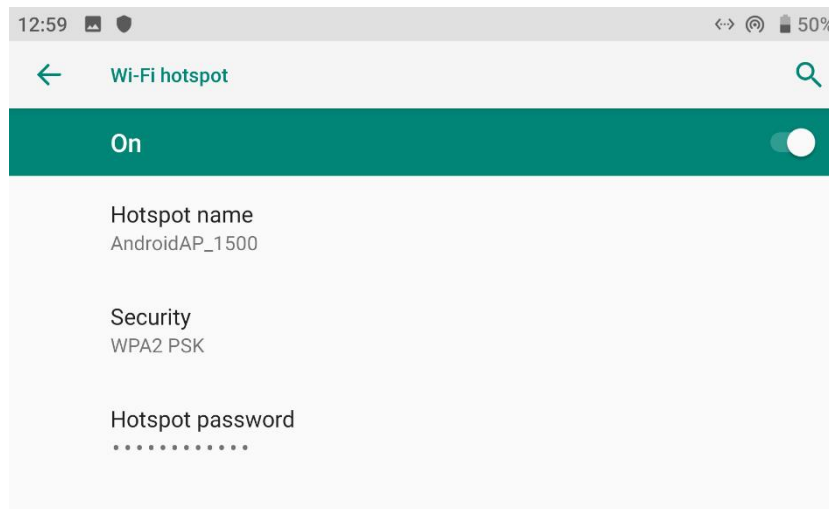 12:59 50%
Wi-Fi hotspot
On
Hotspot name
AndroidAP_1500
Security
WPA2 PSK
Hotspot password
••••••••••••